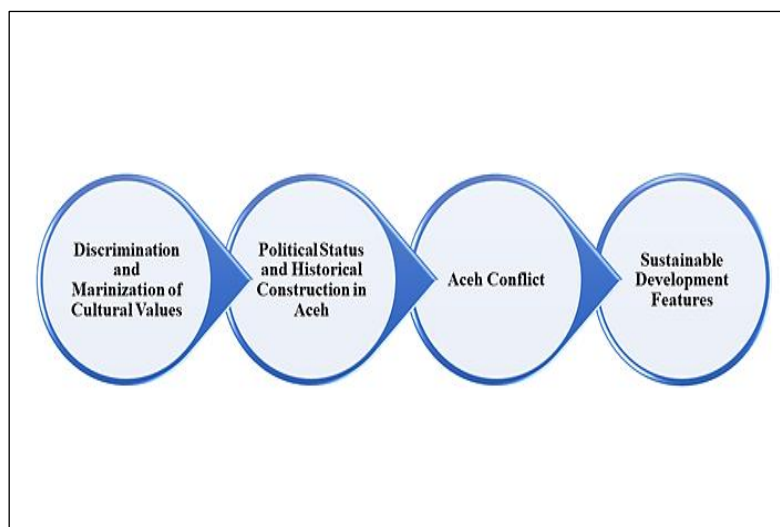 Discrimination
and
Marinization of
Cultural Values
Political Status
and Historical
Construction in
Aceh
Aceh Conflict
Sustainable
Development
Features